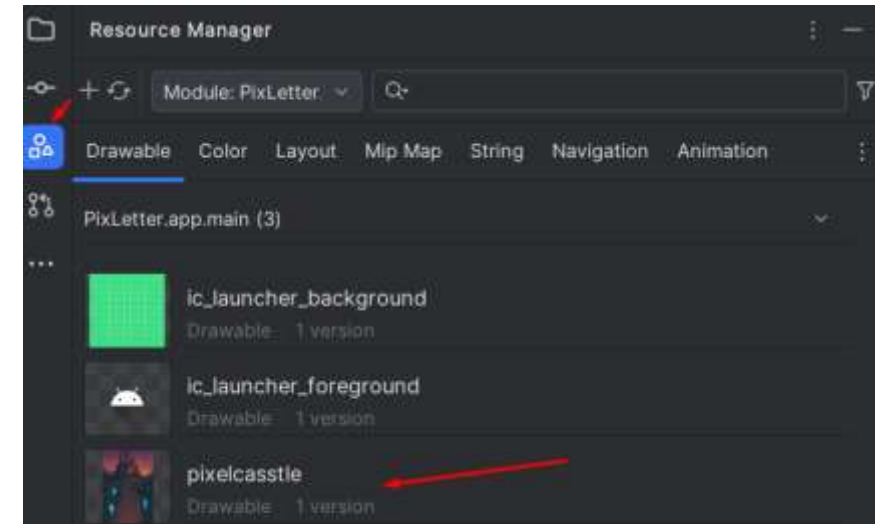 Resource Manager
Module: PixLetter
Drawable Color Layout Mip Map String Navigation Animation
PixLetter.app.main (3)
ic_launcher_background
Drawable 1 version
ic_launcher_foreground
Drawable 1 version
pixelcasstle
Drawable 1 version